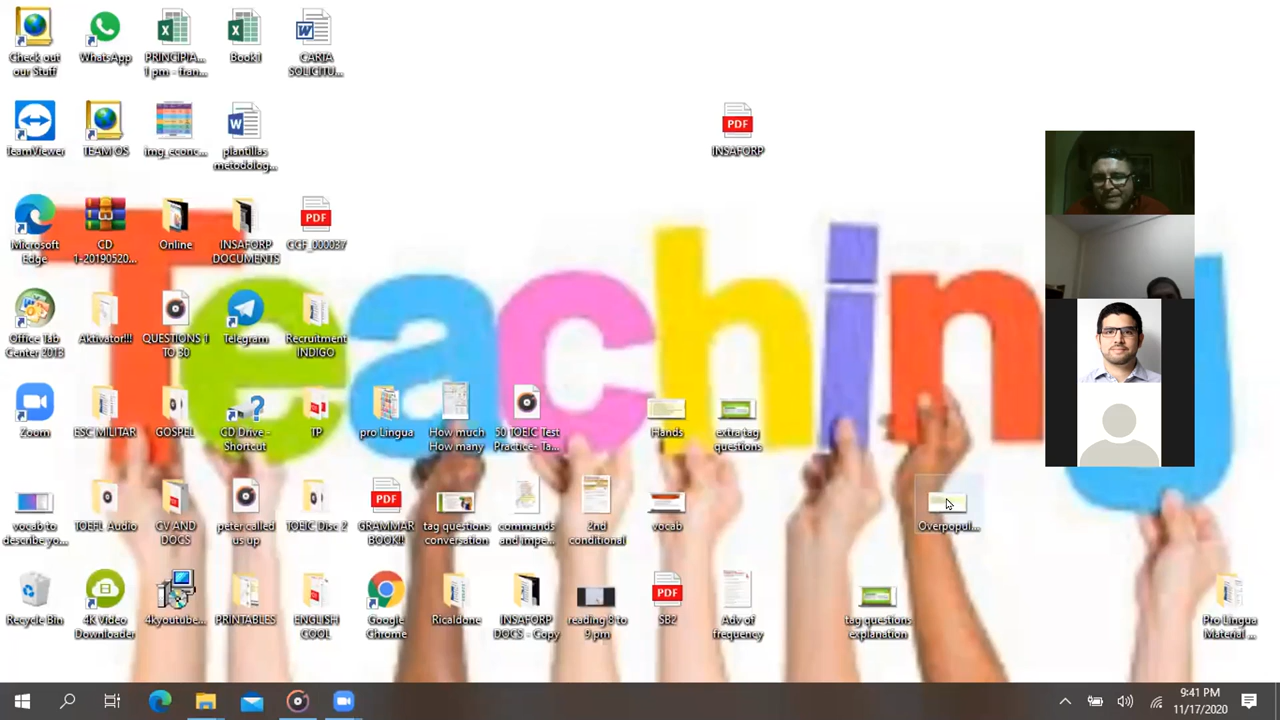 Check out
our Stuff
WhatsApp
PRINCIPIA...
1 pm - fran...
Book1
CARTA
SOLICITU...
TeamViewer
TEAM OS
img_econc...
plantillas
metodolog...
PDF
INSAFORP
Microsoft
Edge
CD
1-20190520...
Online
INSAFORP
DOCUMENTS
PDF
CCF_000037
Teaching
Office Tab
Center 2013
Aktivator!!!
QUESTIONS 1
TO 30
Telegram
Recruitment
INDIGO
Zoom
ESC MILITAR
GOSPEL
CD Drive -
Shortcut
TP
pro Lingua
How much
How many
50 TOEIC Test
Practice- Ta...
Hands
extra tag
questions
vocab to
describe yo...
TOEFL Audio
CV AND
DOCS
peter called
us up
TOEIC Disc 2
PDF
GRAMMAR
BOOK!!
tag questions
conversation
commands
and impe...
2nd
conditional
vocab
Overpopul...
Recycle Bin
4K Video
Downloader
4kyoutube...
PRINTABLES
ENGLISH
COOL
Google
Chrome
Ricaldone
INSAFORP
DOCS - Copy
reading 8 to
9 pm
PDF
SB2
Adv of
frequency
tag questions
explanation
Pro Lingua
Material ...
9:41 PM
11/17/2020